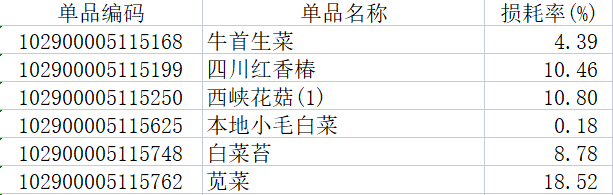 单品编码 单品名称 损耗率(%)
102900005115168 牛首生菜 4.39
102900005115199 四川红香椿 10.46
102900005115250 西峡花菇(1) 10.80
102900005115625 本地小毛白菜 0.18
102900005115748 白菜苔 8.78
102900005115762 苋菜 18.52